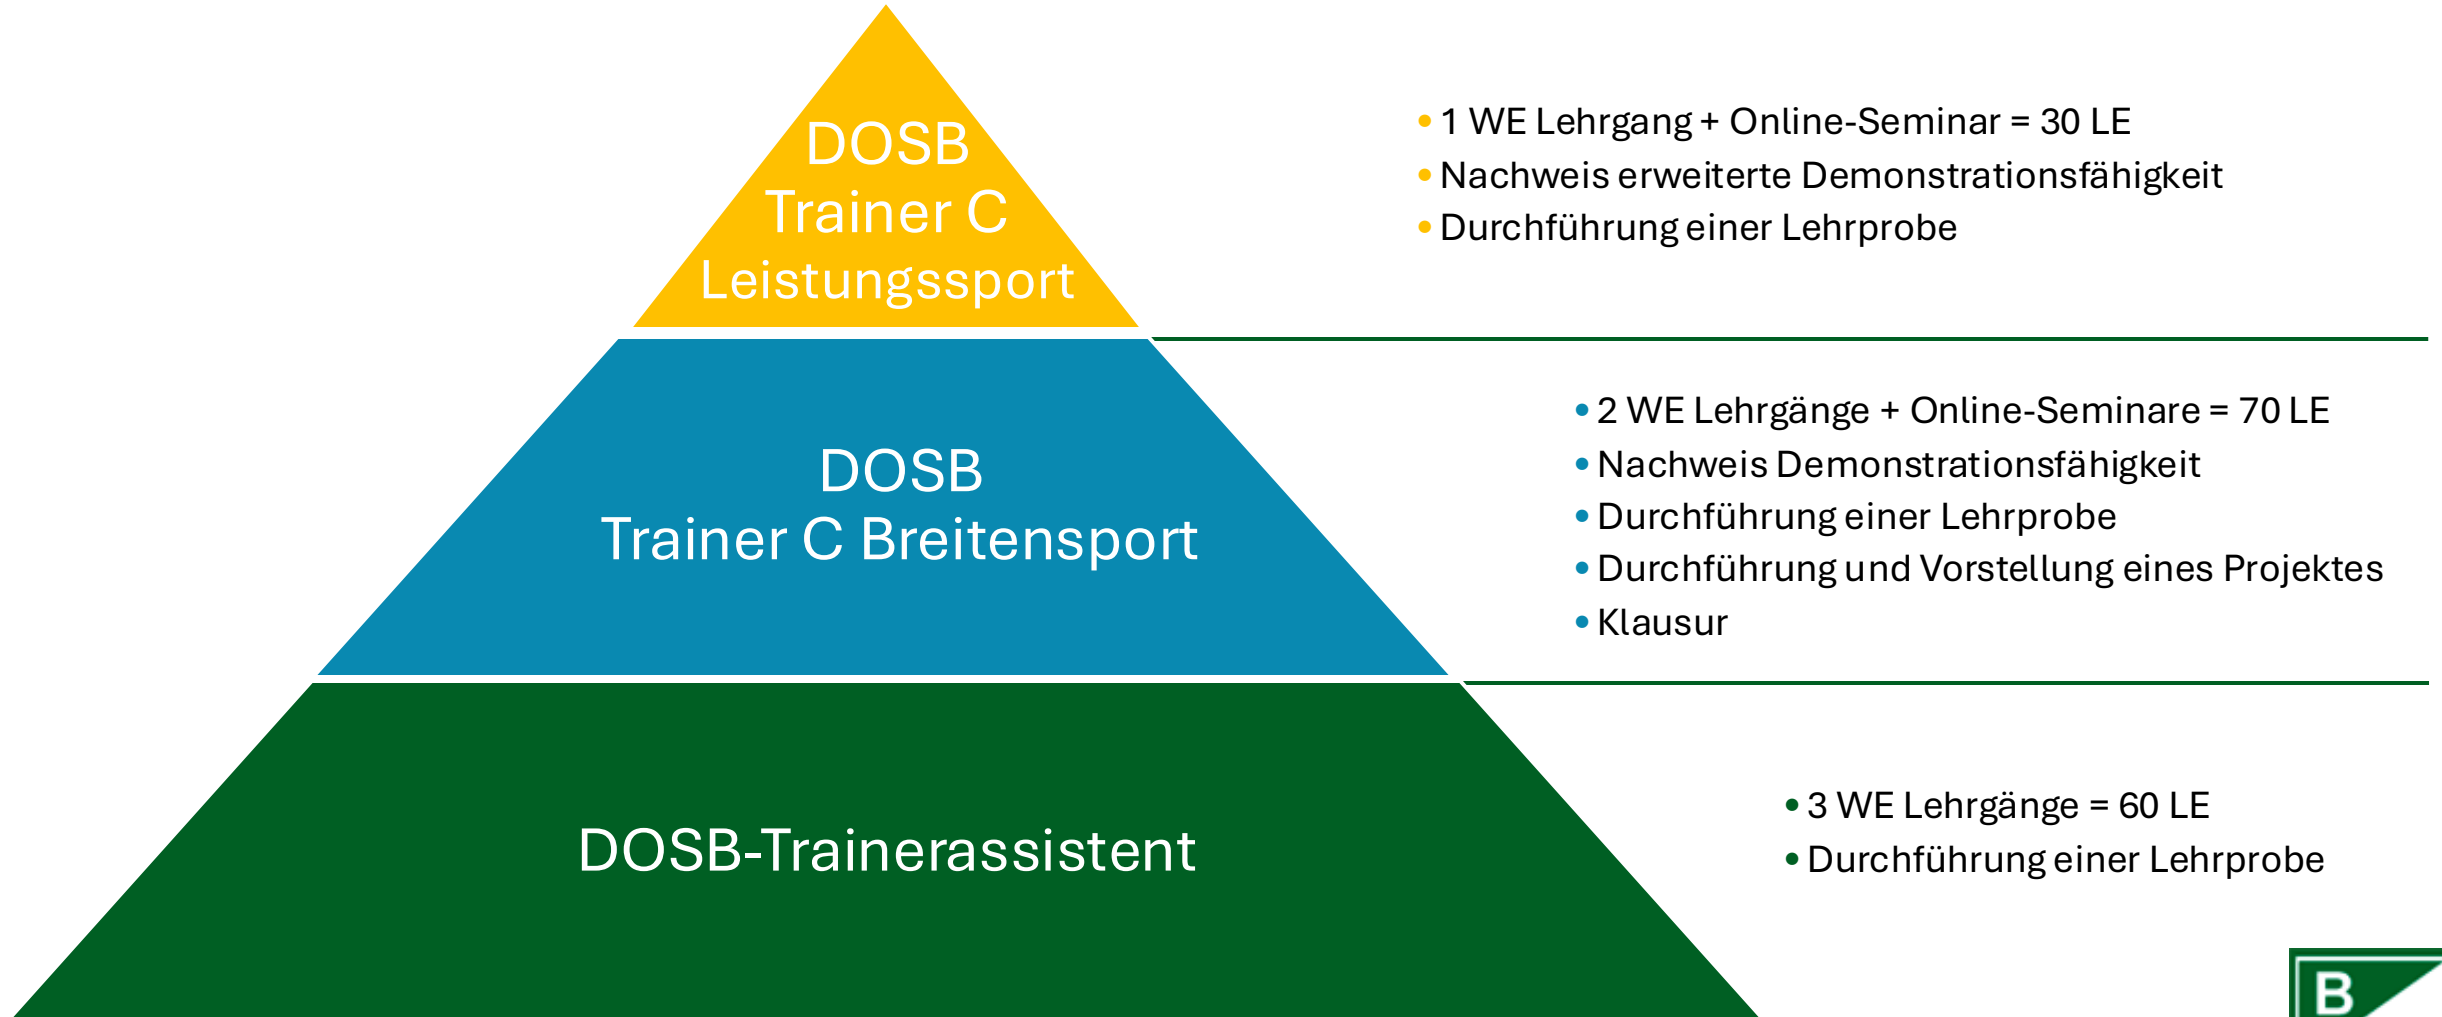 DOSB
Trainer C
Leistungssport
• 1 WE Lehrgang + Online-Seminar = 30 LE
• Nachweis erweiterte Demonstrationsfähigkeit
• Durchführung einer Lehrprobe
DOSB
Trainer C Breitensport
• 2 WE Lehrgänge + Online-Seminare = 70 LE
• Nachweis Demonstrationsfähigkeit
• Durchführung einer Lehrprobe
• Durchführung und Vorstellung eines Projektes
• Klausur
DOSB-Trainerassistent
• 3 WE Lehrgänge = 60 LE
• Durchführung einer Lehrprobe
B